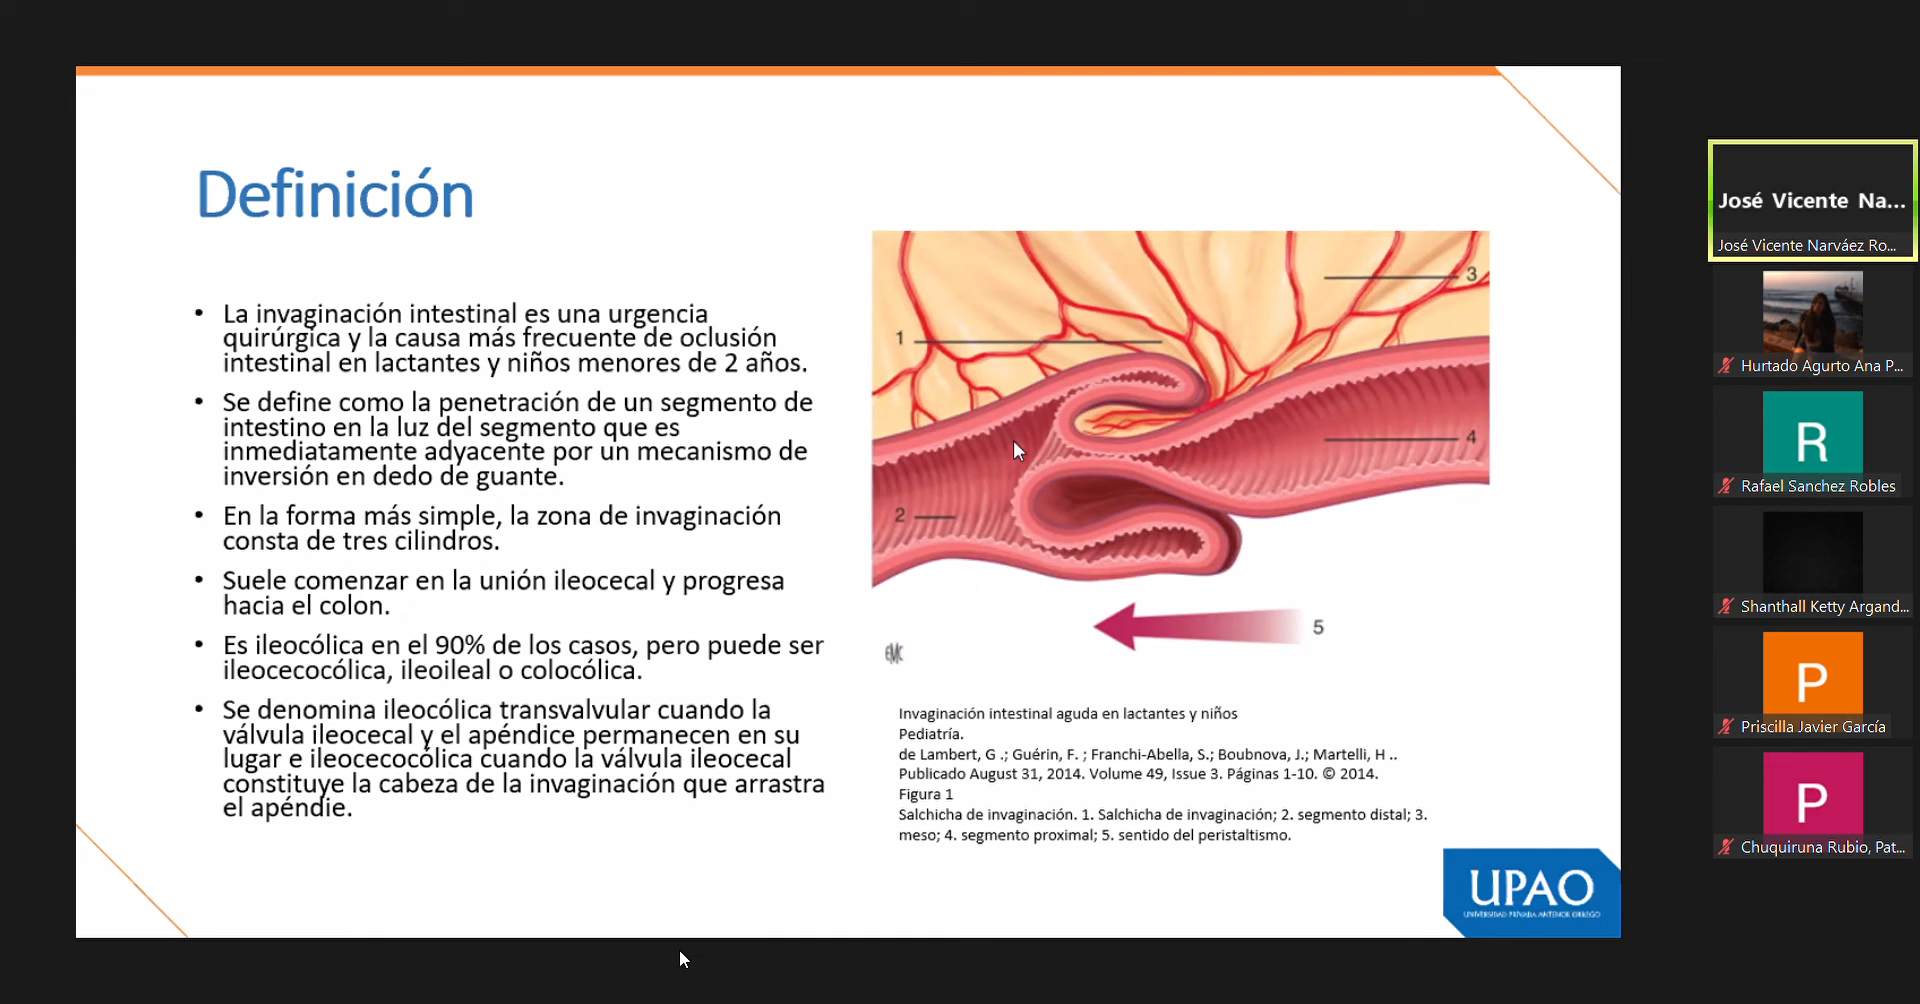 Definición
• La invaginación intestinal es una urgencia
quirúrgica y la causa más frecuente de oclusión
intestinal en lactantes y niños menores de 2 años.
• Se define como la penetración de un segmento de
intestino en la luz del segmento que es
inmediatamente adyacente por un mecanismo de
inversión en dedo de guante.
• En la forma más simple, la zona de invaginación
consta de tres cilindros.
• Suele comenzar en la unión ileocecal y progresa
hacia el colon.
• Es ileocólica en el 90% de los casos, pero puede ser
ileocecocólica, ileoileal o colocólica.
• Se denomina ileocólica transvalvular cuando la
válvula ileocecal y el apéndice permanecen en su
lugar e ileocecocólica cuando la válvula ileocecal
constituye la cabeza de la invaginación que arrastra
el apéndie.
1
2
3
4
5
EMC
Invaginación intestinal aguda en lactantes y niños
Pediatría.
de Lambert, G .; Guérin, F. ; Franchi-Abella, S.; Boubnova, J.; Martelli, H ..
Publicado August 31, 2014. Volume 49, Issue 3. Páginas 1-10. © 2014.
Figura 1
Salchicha de invaginación. 1. Salchicha de invaginación; 2. segmento distal; 3.
meso; 4. segmento proximal; 5. sentido del peristaltismo.
UPAO
UNIVERSIDAD PRIVADA ANTENOR ORREGO
José Vicente Na...
José Vicente Narváez Ro...
Hurtado Agurto Ana P...
R
Rafael Sanchez Robles
Shanthall Ketty Argand...
P
Priscilla Javier García
P
Chuquiruna Rubio, Pat...